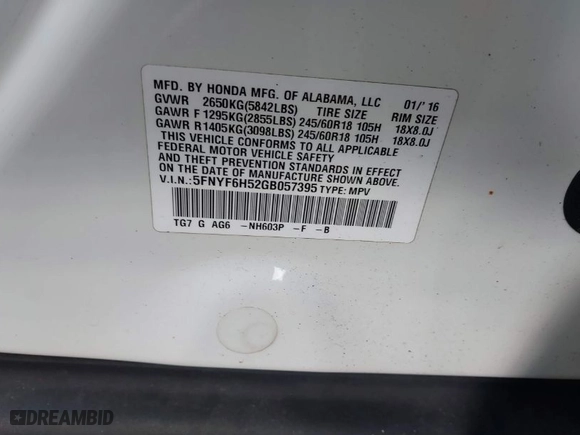 MFD. BY HONDA MFG. OF ALABAMA, LLC 01/'16
GVWR 2650KG(5842LBS) TIRE SIZE RIM SIZE
GAWR F 1295KG(2855LBS) 245/60R18 105H 18X8.0J
GAWR R 1405KG(3098LBS) 245/60R18 105H 18X8.0J
THIS VEHICLE CONFORMS TO ALL APPLICABLE
FEDERAL MOTOR VEHICLE SAFETY
AND THEFT PREVENTION STANDARDS IN EFFECT
ON THE DATE OF MANUFACTURE SHOWN ABOVE.
V.I.N.:5FNYF6H52GB057395 TYPE: MPV
TG7 G AG6 -NH603P -F -B
DREAMBID